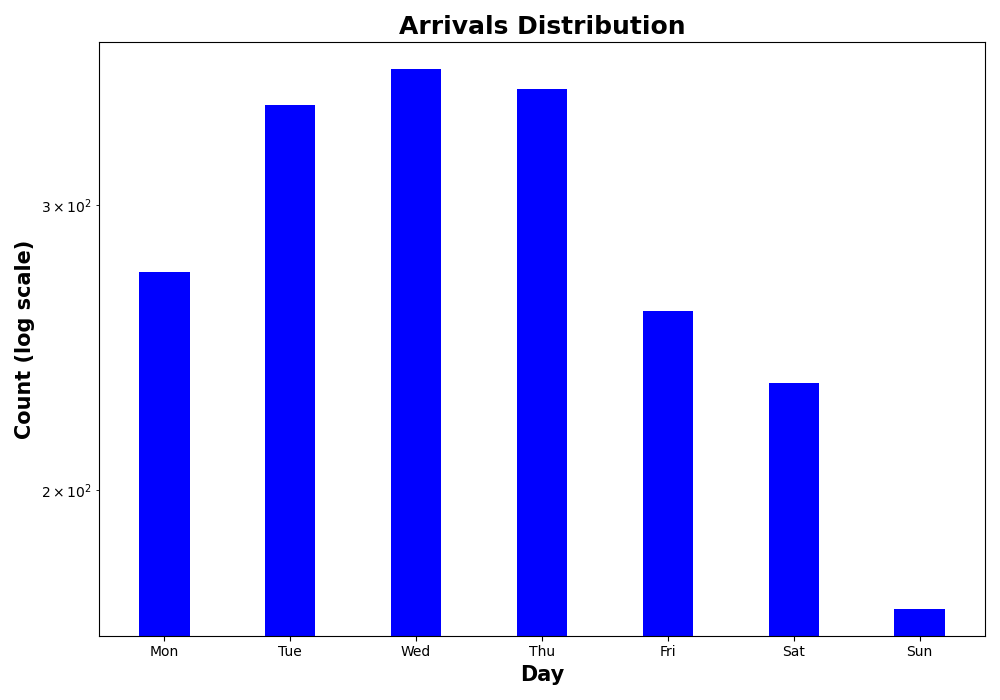 Arrivals Distribution
Count (log scale)
3 × 10²
2 × 10²
Mon Tue Wed Thu Fri Sat Sun
Day